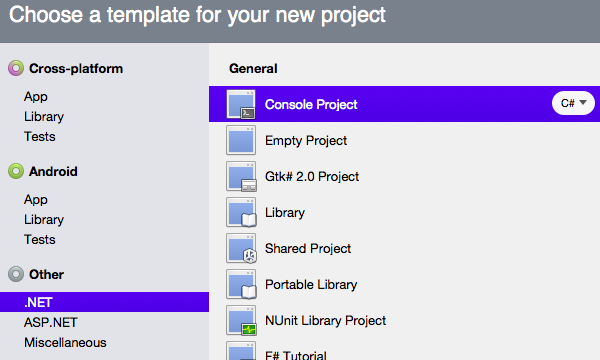 Choose a template for your new project
Cross-platform
App
Library
Tests
Android
App
Library
Tests
Other
.NET
ASP.NET
Miscellaneous
General
Console Project
C#
Empty Project
Gtk# 2.0 Project
Library
Shared Project
Portable Library
NUnit Library Project
F# Tutorial